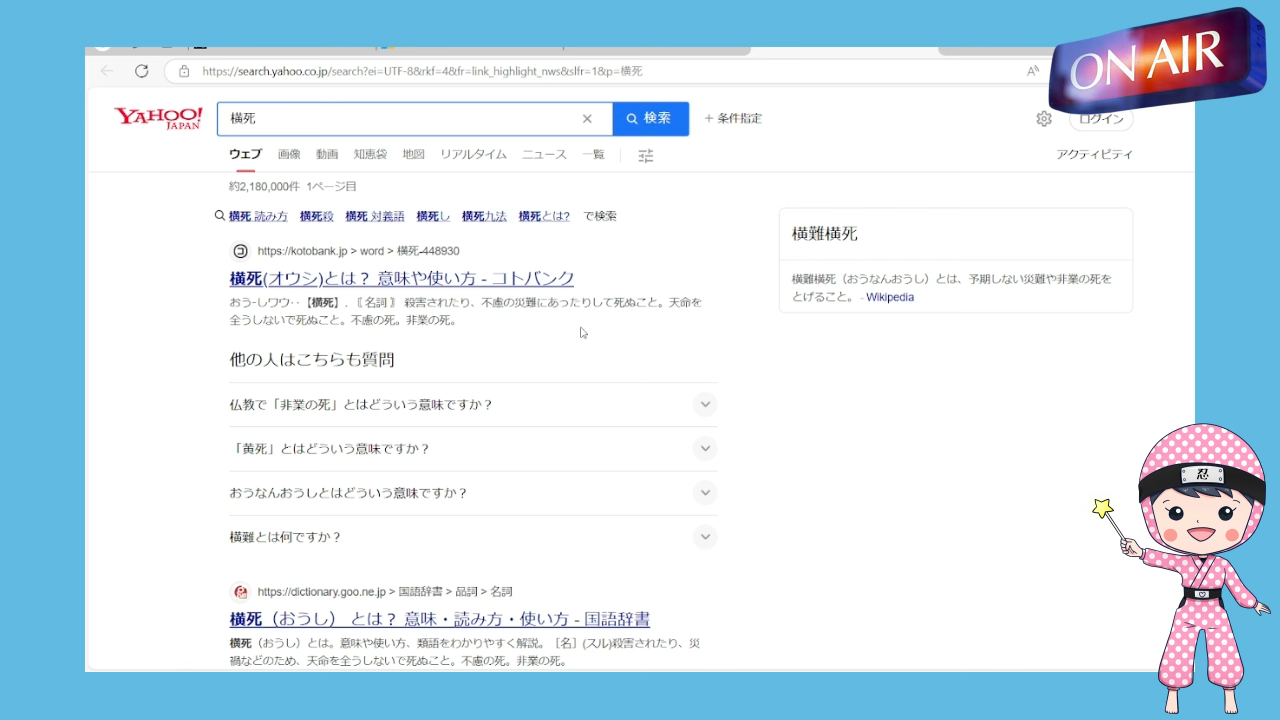 ON AIR
https://search.yahoo.co.jp/search?ei=UTF-8&rkf=4&fr=link_highlight_nws&slfr=1&p=横死
YAHOO! JAPAN
横死
検索
+ 条件指定
ログイン
ウェブ 画像 動画 知恵袋 地図 リアルタイム ニュース 一覧
アクティビティ
約2,180,000件 1ページ目
横死 読み方 横死殺 横死 対義語 横死し 横死九法 横死とは? で検索
https://kotobank.jp > word > 横死-448930
横死(オウシ)とは? 意味や使い方 - コトバンク
おう‐しワウ‥【横死】. 〘 名詞 〙 殺害されたり、不慮の災難にあったりして死ぬこと。天命を
全うしないで死ぬこと。不慮の死。非業の死。
横難横死
横難横死（おうなんおうし）とは、予期しない災難や非業の死を
とげること。 - Wikipedia
他の人はこちらも質問
仏教で「非業の死」とはどういう意味ですか？
「黄死」とはどういう意味ですか？
おうなんおうしとはどういう意味ですか？
横難とは何ですか？
https://dictionary.goo.ne.jp > 国語辞書 > 品詞 > 名詞
横死（おうし） とは？ 意味・読み方・使い方 - 国語辞書
横死（おうし）とは。意味や使い方、類語をわかりやすく解説。［名］(スル)殺害されたり、災
禍などのため、天命を全うしないで死ぬこと。不慮の死。非業の死。
忍